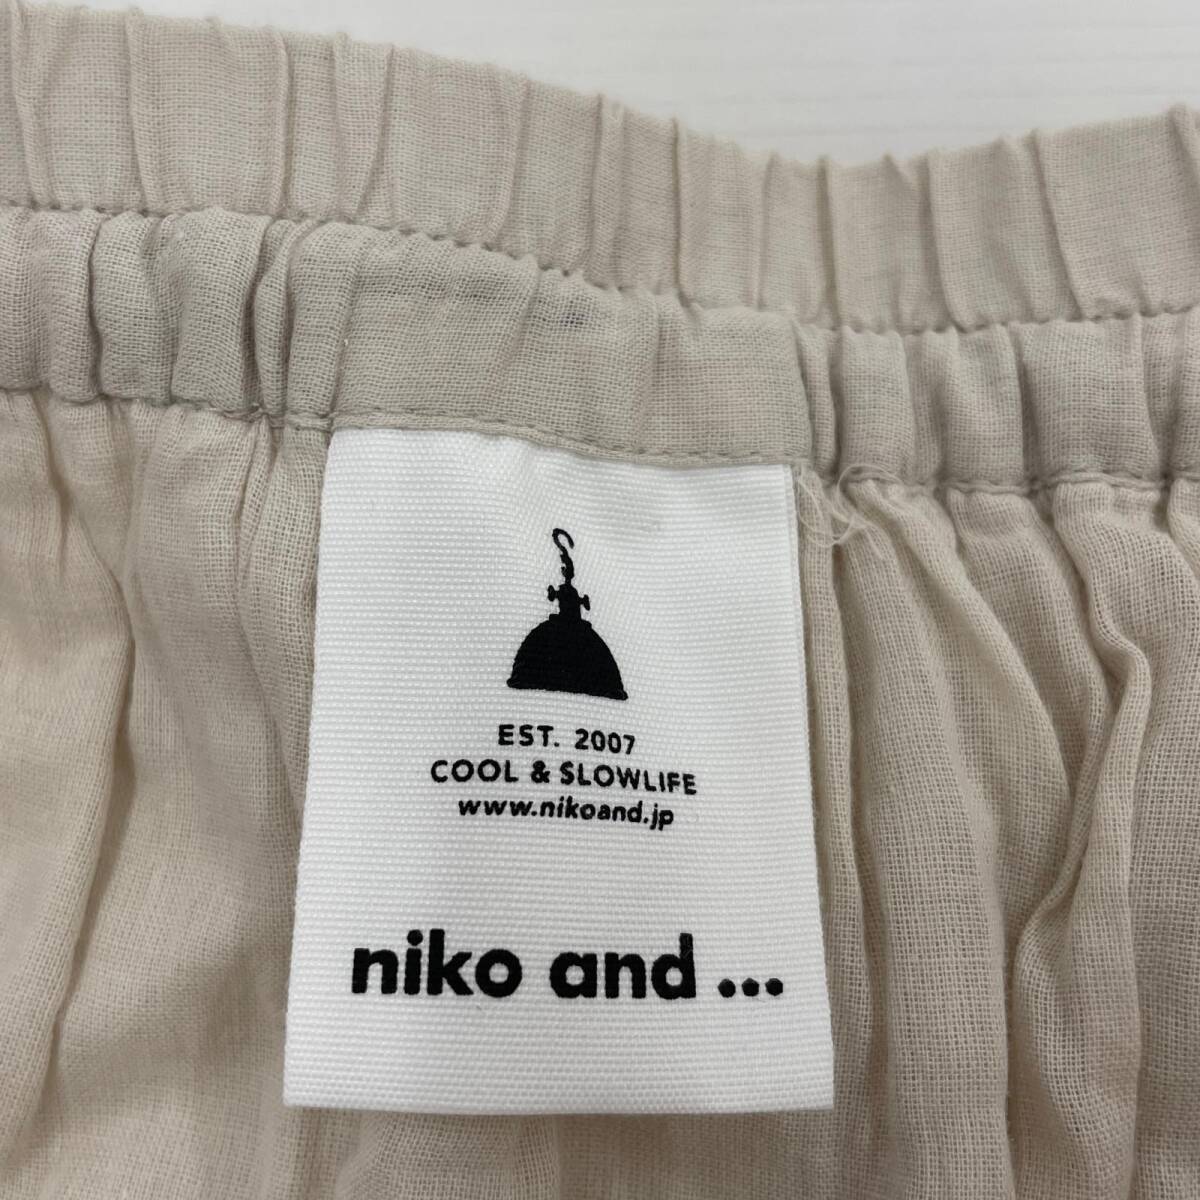 EST. 2007
COOL & SLOWLIFE
www.nikoand.jp
niko and ...